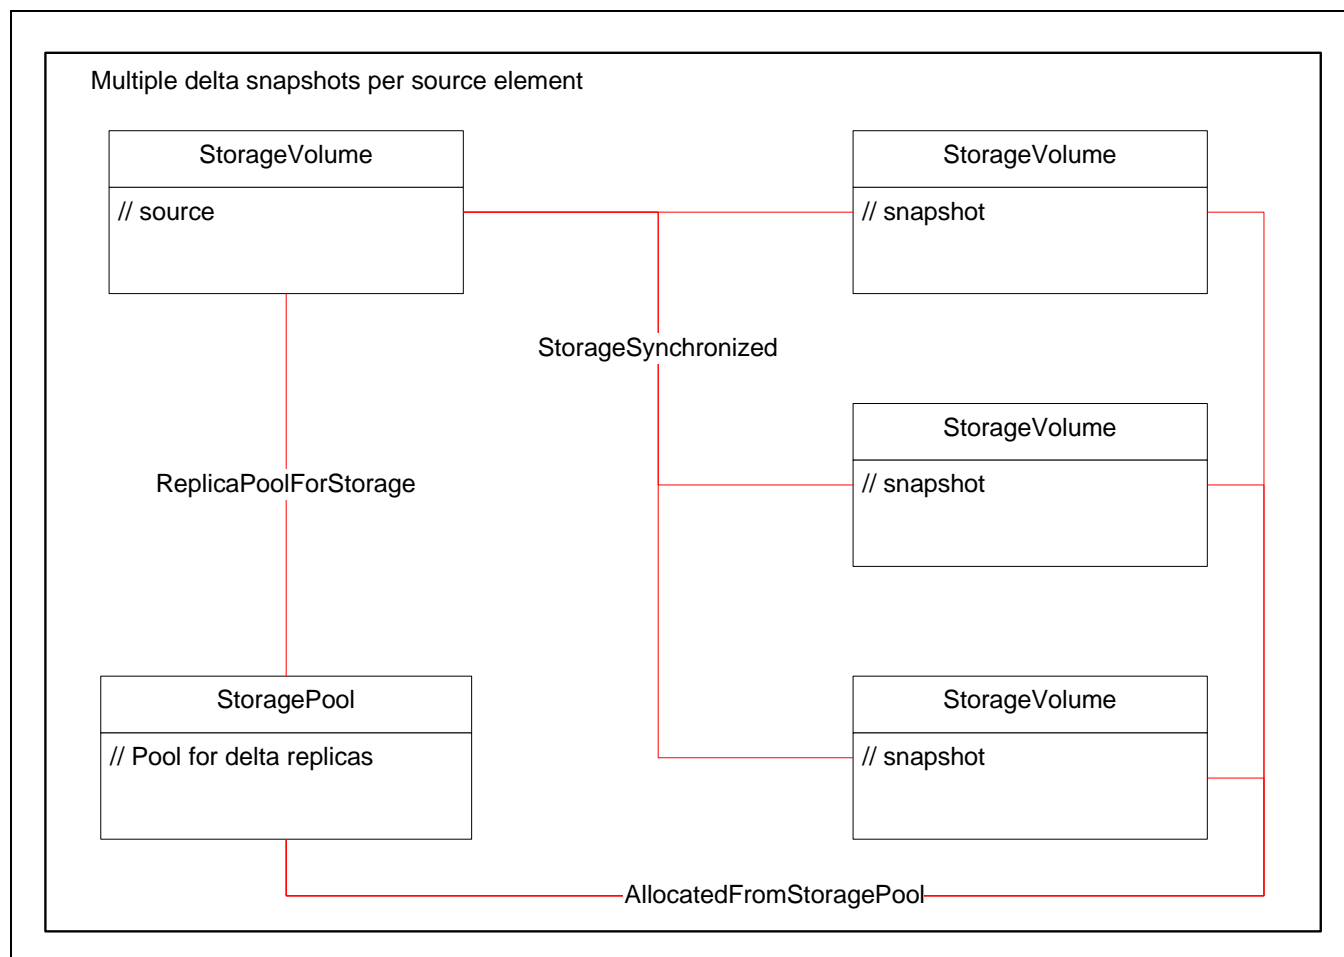 Multiple delta snapshots per source element
StorageVolume
// source
StorageVolume
// snapshot
StorageSynchronized
StorageVolume
// snapshot
ReplicaPoolForStorage
StoragePool
// Pool for delta replicas
StorageVolume
// snapshot
AllocatedFromStoragePool